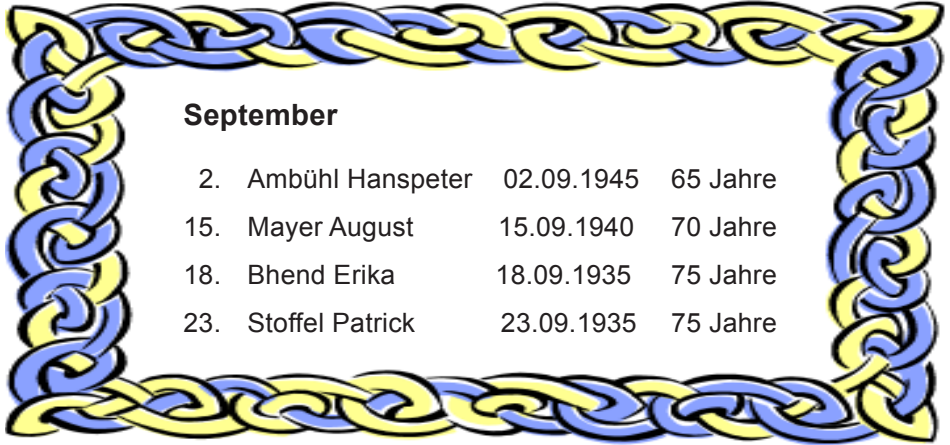 September
2. Ambühl Hanspeter 02.09.1945 65 Jahre
15. Mayer August 15.09.1940 70 Jahre
18. Bhend Erika 18.09.1935 75 Jahre
23. Stoffel Patrick 23.09.1935 75 Jahre